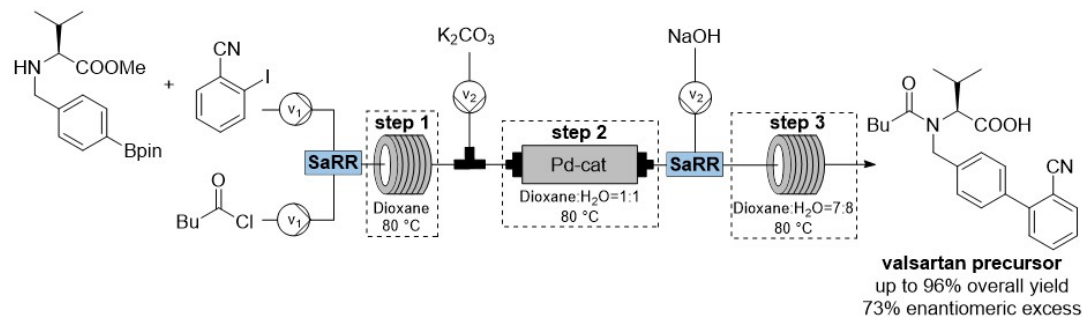 HN
COOMe
Bpin
+
CN
I
V1
Bu
O
Cl
V1
SaRR
step 1
Dioxane
80 °C
K₂CO₃
V2
step 2
Pd-cat
Dioxane:H₂O=1:1
80 °C
NaOH
V2
SaRR
step 3
Dioxane:H₂O=7:8
80 °C
O
Bu
N
COOH
CN
valsartan precursor
up to 96% overall yield
73% enantiomeric excess